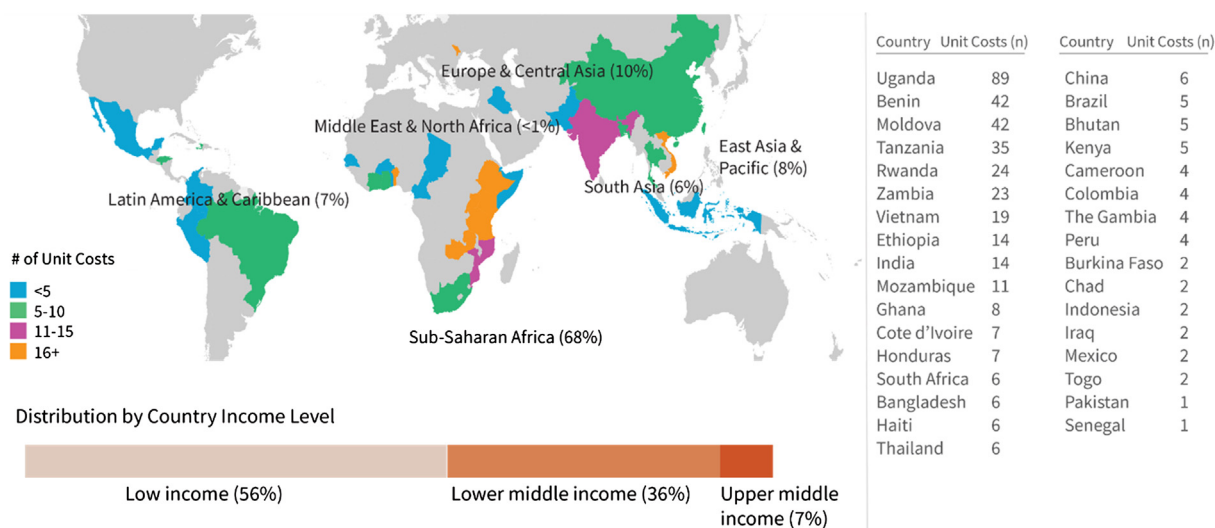 Europe & Central Asia (10%)
Middle East & North Africa (<1%)
East Asia &
Pacific (8%)
South Asia (6%)
Latin America & Caribbean (7%)
Sub-Saharan Africa (68%)
# of Unit Costs
<5
5-10
11-15
16+
Distribution by Country Income Level
Low income (56%)
Lower middle income (36%)
Upper middle
income (7%)
Country Unit Costs (n)
Uganda 89
Benin 42
Moldova 42
Tanzania 35
Rwanda 24
Zambia 23
Vietnam 19
Ethiopia 14
India 14
Mozambique 11
Ghana 8
Cote d’Ivoire 7
Honduras 7
South Africa 6
Bangladesh 6
Haiti 6
Thailand 6
Country Unit Costs (n)
China 6
Brazil 5
Bhutan 5
Kenya 5
Cameroon 4
Colombia 4
The Gambia 4
Peru 4
Burkina Faso 2
Chad 2
Indonesia 2
Iraq 2
Mexico 2
Togo 2
Pakistan 1
Senegal 1